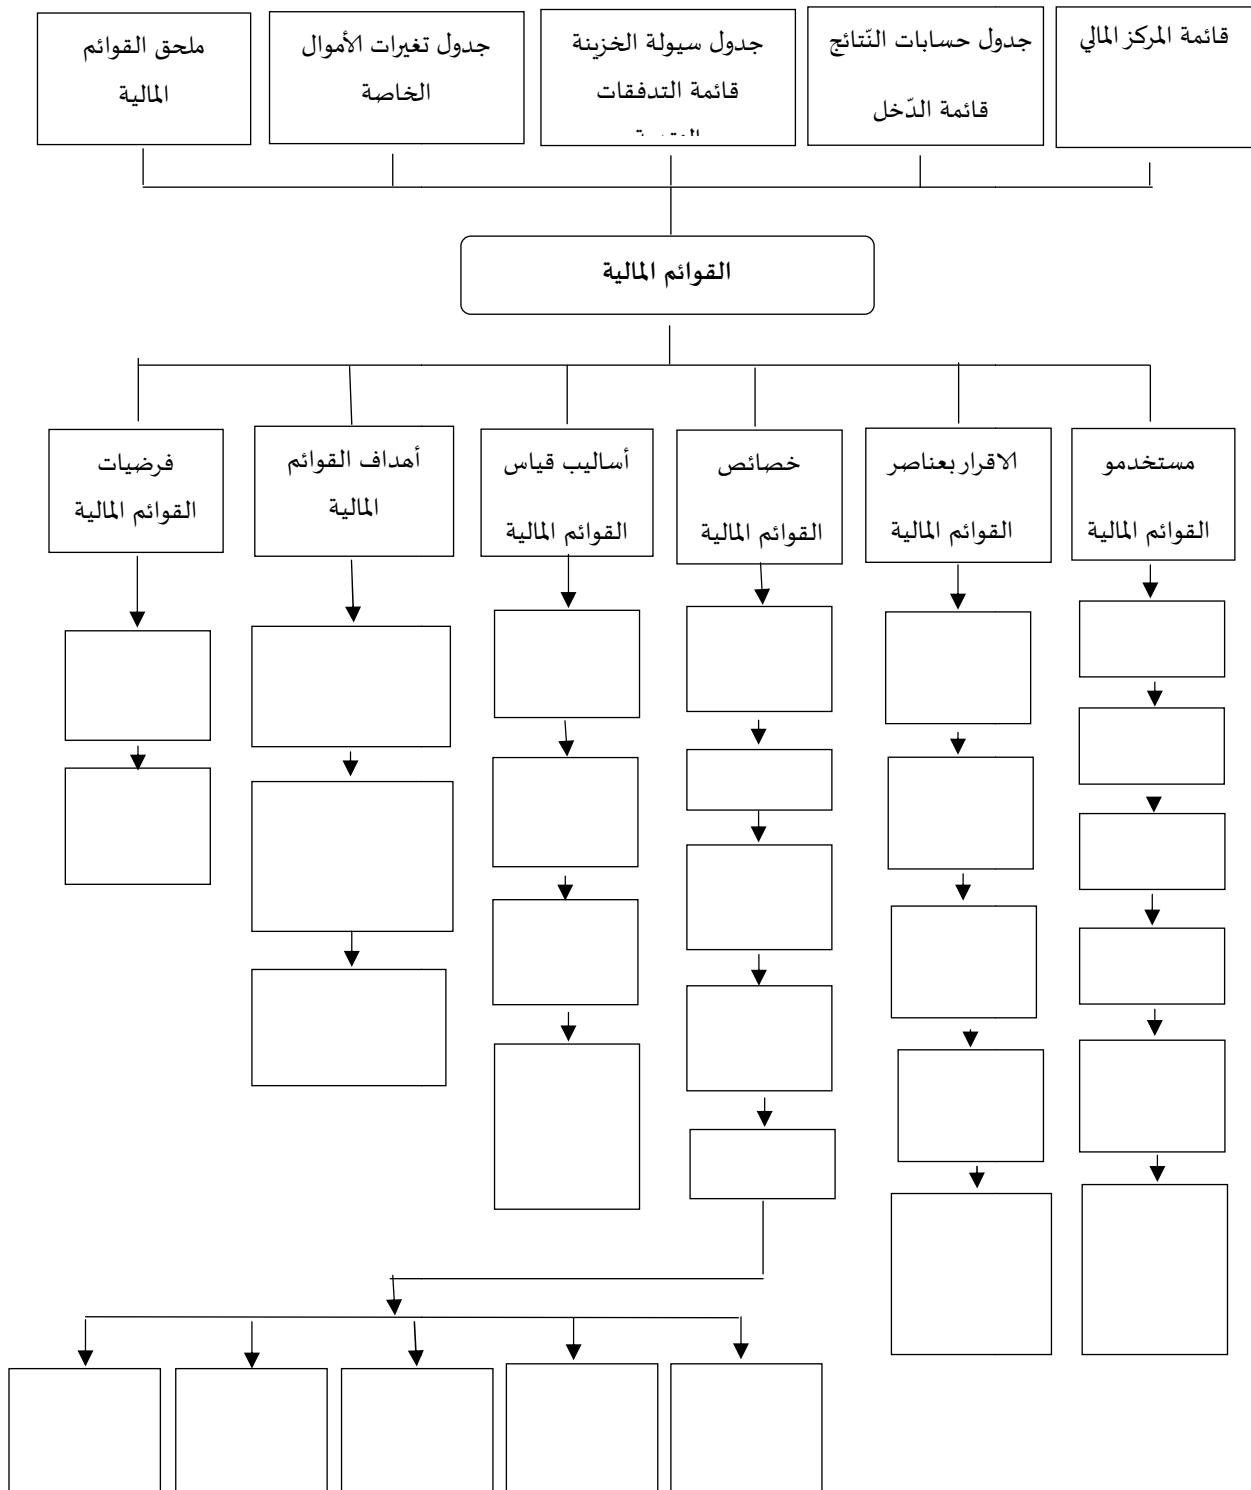 قائمة المركز المالي
جدول حسابات النّتائج
قائمة الدّخل
جدول سيولة الخزينة
قائمة التدفقات
جدول تغيرات الأموال
الخاصة
ملحق القوائم
المالية
القوائم المالية
مستخدمو
القوائم المالية
الاقرار بعناصر
القوائم المالية
خصائص
القوائم المالية
أساليب قياس
القوائم المالية
أهداف القوائم
المالية
فرضيات
القوائم المالية